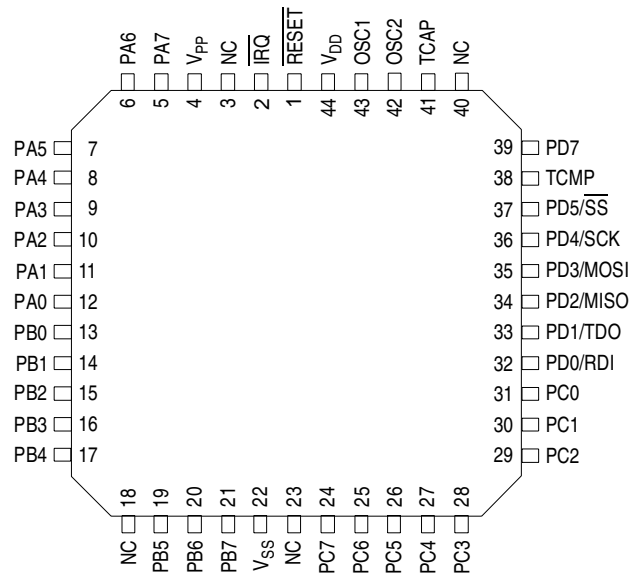 PA6 PA7 VPP NC IRQ RESET VDD OSC1 OSC2 TCAP NC
6 5 4 3 2 1 44 43 42 41 40
PA5 7 39 PD7
PA4 8 38 TCMP
PA3 9 37 PD5/SS
PA2 10 36 PD4/SCK
PA1 11 35 PD3/MOSI
PA0 12 34 PD2/MISO
PB0 13 33 PD1/TDO
PB1 14 32 PD0/RDI
PB2 15 31 PC0
PB3 16 30 PC1
PB4 17 29 PC2
18 19 20 21 22 23 24 25 26 27 28
NC PB5 PB6 PB7 VSS NC PC7 PC6 PC5 PC4 PC3